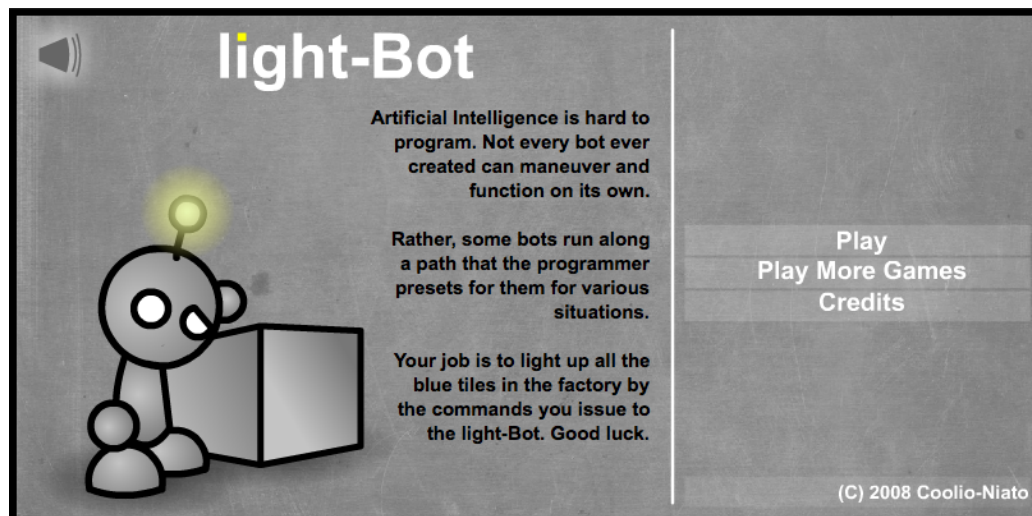 light-Bot
Artificial Intelligence is hard to
program. Not every bot ever
created can maneuver and
function on its own.
Rather, some bots run along
a path that the programmer
presets for them for various
situations.
Your job is to light up all the
blue tiles in the factory by
the commands you issue to
the light-Bot. Good luck.
Play
Play More Games
Credits
(C) 2008 Coolio-Niato